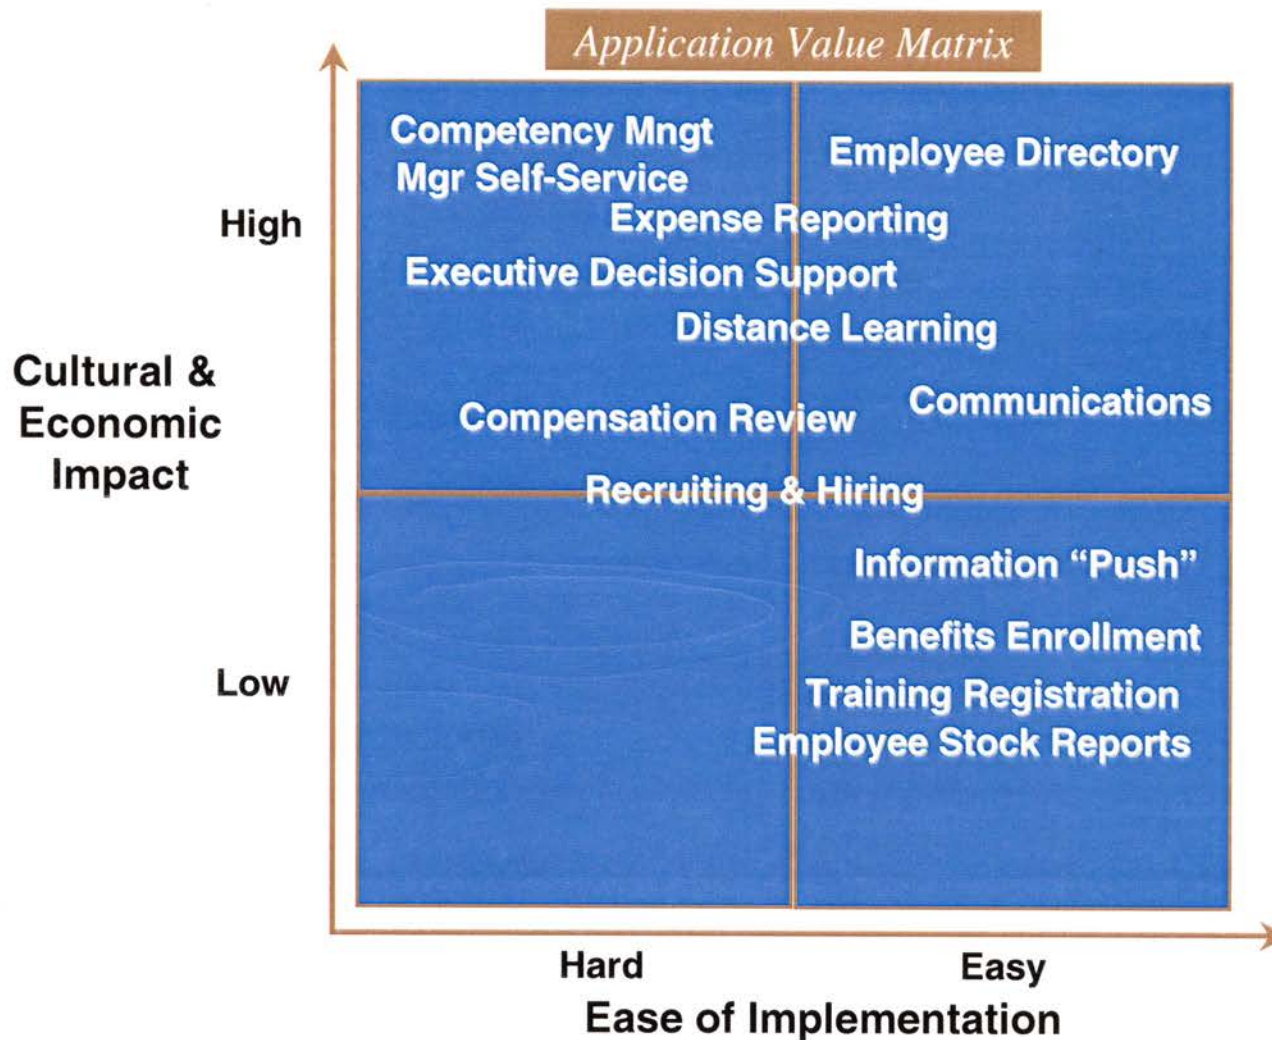 Application Value Matrix
Competency Mngt
Employee Directory
Mgr Self-Service
High
Expense Reporting
Executive Decision Support
Distance Learning
Cultural &
Economic
Impact
Communications
Compensation Review
Recruiting & Hiring
Information “Push”
Benefits Enrollment
Low
Training Registration
Employee Stock Reports
Hard
Easy
Ease of Implementation